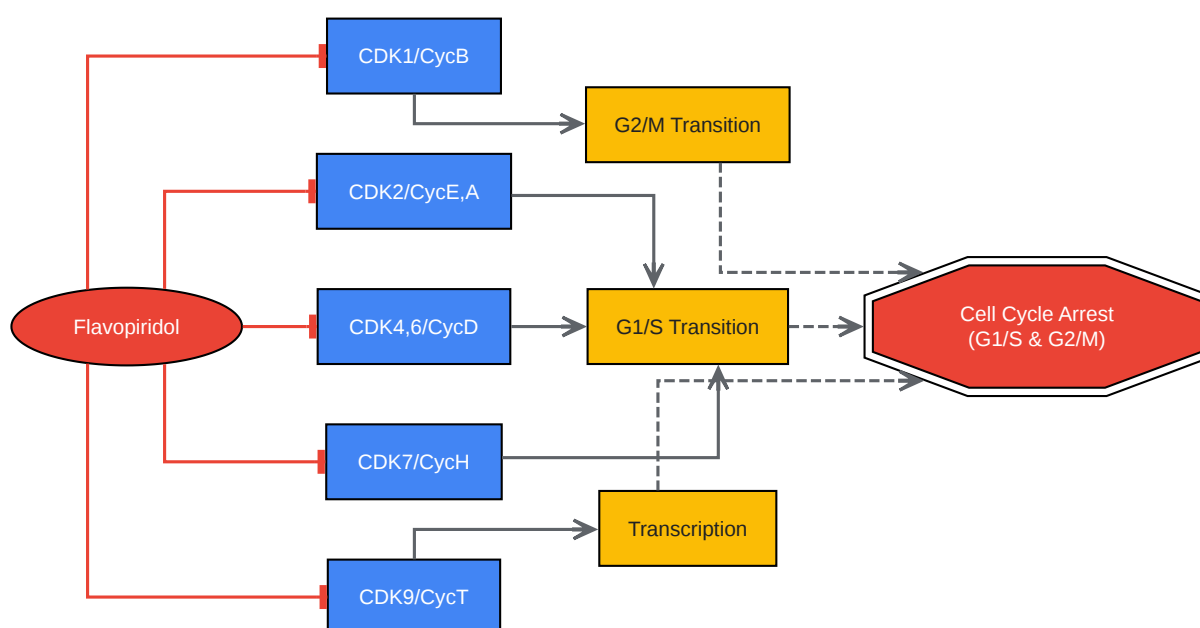 CDK1/CycB
G2/M Transition
CDK2/CycE,A
Flavopiridol
CDK4,6/CycD
G1/S Transition
Cell Cycle Arrest
(G1/S & G2/M)
CDK7/CycH
Transcription
CDK9/CycT